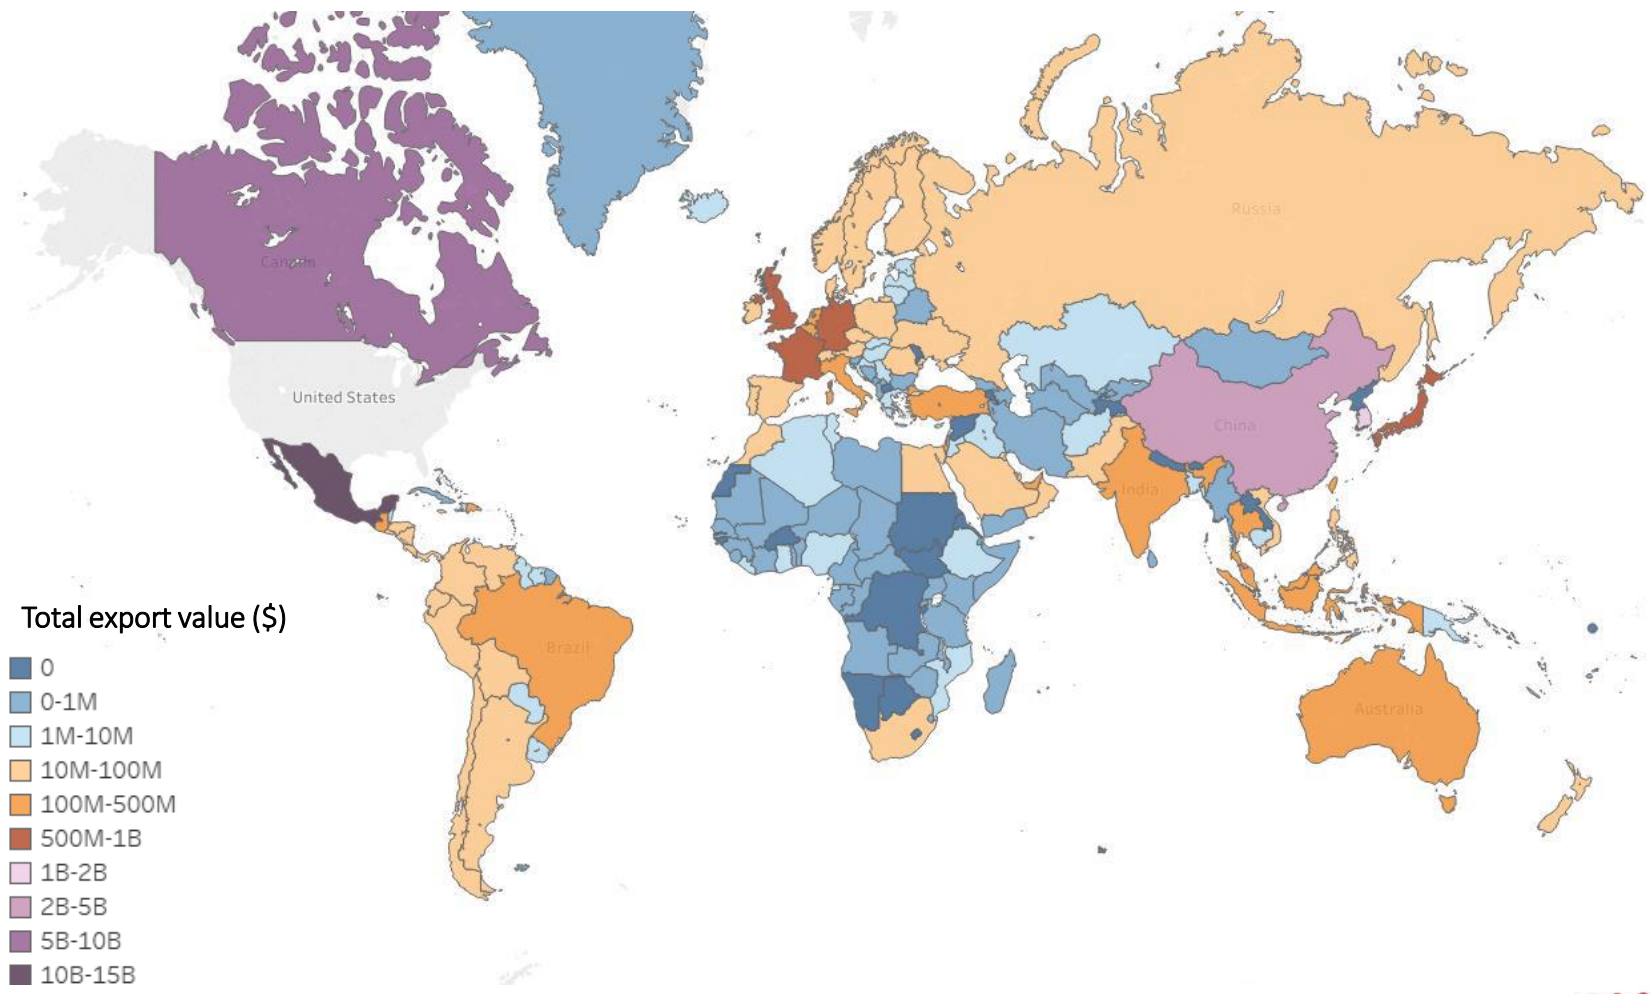 Russia
Canada
United States
China
India
Total export value ($)
Brazil
0
0-1M
Australia
1M-10M
10M-100M
100M-500M
500M-1B
1B-2B
2B-5B
5B-10B
10B-15B